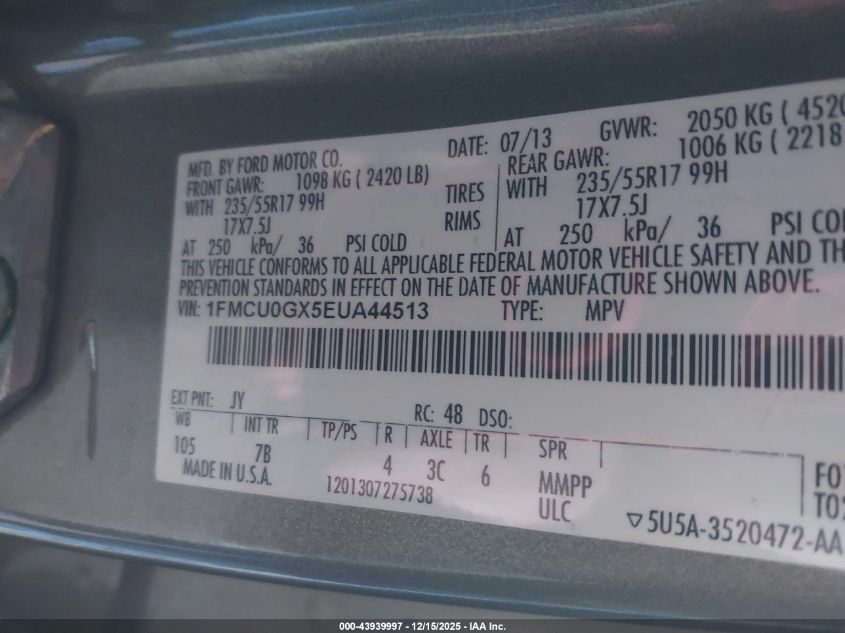 MFD. BY FORD MOTOR CO. DATE: 07/13 GVWR: 2050 KG ( 4520
FRONT GAWR: 1098 KG ( 2420 LB) REAR GAWR: 1006 KG ( 2218
WITH 235/55R17 99H TIRES WITH 235/55R17 99H
17X7.5J RIMS 17X7.5J
AT 250 kPa/ 36 PSI COLD AT 250 kPa/ 36 PSI COL
THIS VEHICLE CONFORMS TO ALL APPLICABLE FEDERAL MOTOR VEHICLE SAFETY AND THE
PREVENTION STANDARDS IN EFFECT ON THE DATE OF MANUFACTURE SHOWN ABOVE.
VIN: 1FMCU0GX5EUA44513 TYPE: MPV
EXT PNT: JY RC: 48 DSO:
WB INT TR TP/PS R AXLE TR SPR
105 7B 4 3C 6 MMPP
MADE IN U.S.A. 1201307275738 ULC
▽5U5A-3520472-AA
000-43939997 - 12/15/2025 - IAA Inc.